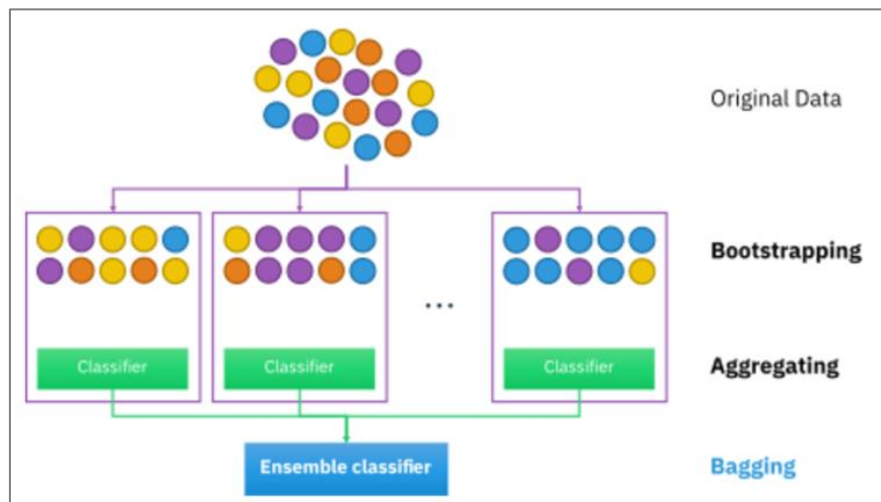 Original Data
Bootstrapping
...
Classifier
Classifier
Classifier
Aggregating
Ensemble classifier
Bagging